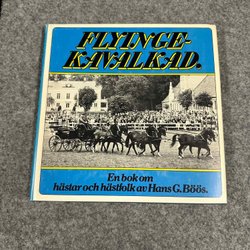 FLYINGE-
KAVALKAD.
En bok om
hästar och hästfolk av Hans G. Böös.